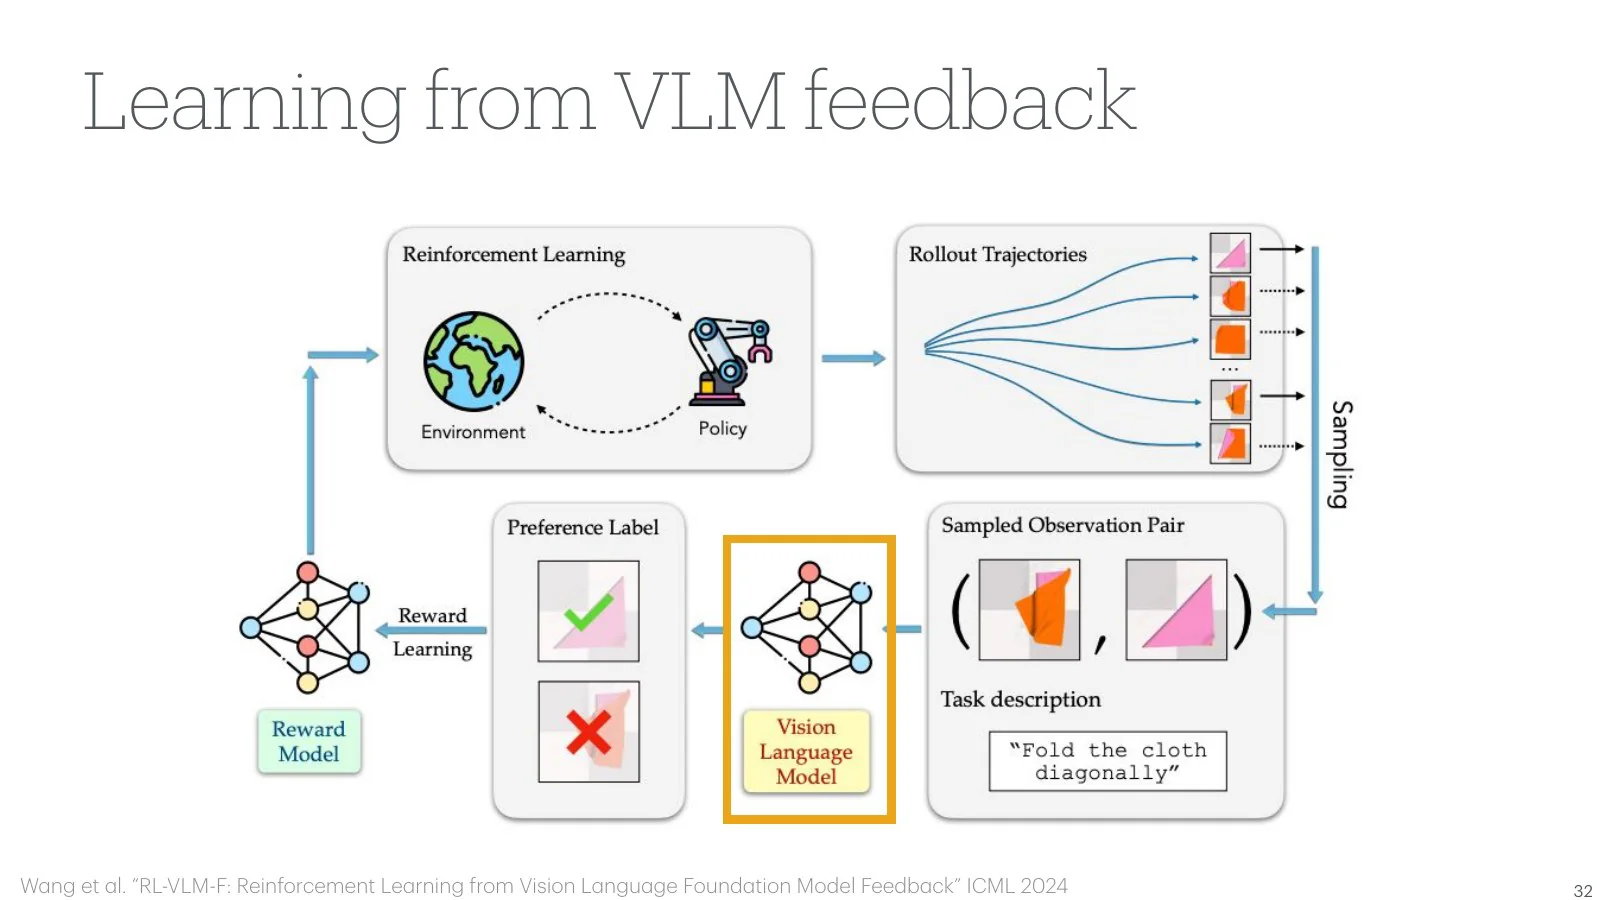 Learning from VLM feedback
Reinforcement Learning
Environment
Policy
Rollout Trajectories
...
Sampling
Sampled Observation Pair
( , )
Task description
“Fold the cloth
diagonally”
Vision
Language
Model
Preference Label
Reward
Learning
Reward
Model
Wang et al. “RL-VLM-F: Reinforcement Learning from Vision Language Foundation Model Feedback” ICML 2024
32